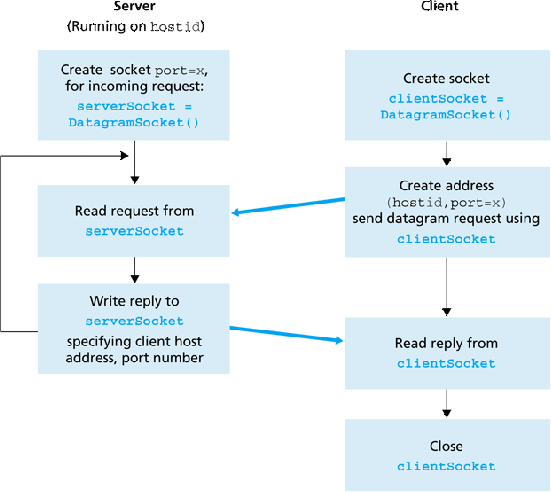 Server
(Running on hostid)
Create socket port=x,
for incoming request:
serverSocket =
DatagramSocket()
Read request from
serverSocket
Write reply to
serverSocket
specifying client host
address, port number
Client
Create socket
clientSocket =
DatagramSocket()
Create address
(hostid,port=x)
send datagram request using
clientSocket
Read reply from
clientSocket
Close
clientSocket